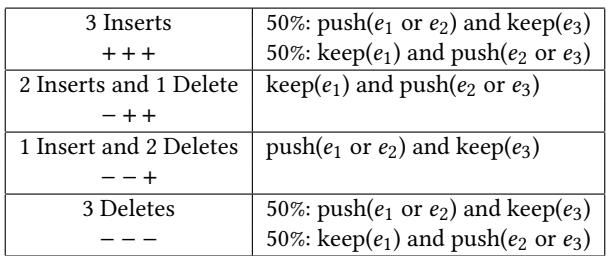 3 Inserts 50%: push(e₁ or e₂) and keep(e₃)
+ + + 50%: keep(e₁) and push(e₂ or e₃)
2 Inserts and 1 Delete keep(e₁) and push(e₂ or e₃)
− + +
1 Insert and 2 Deletes push(e₁ or e₂) and keep(e₃)
− − +
3 Deletes 50%: push(e₁ or e₂) and keep(e₃)
− − − 50%: keep(e₁) and push(e₂ or e₃)